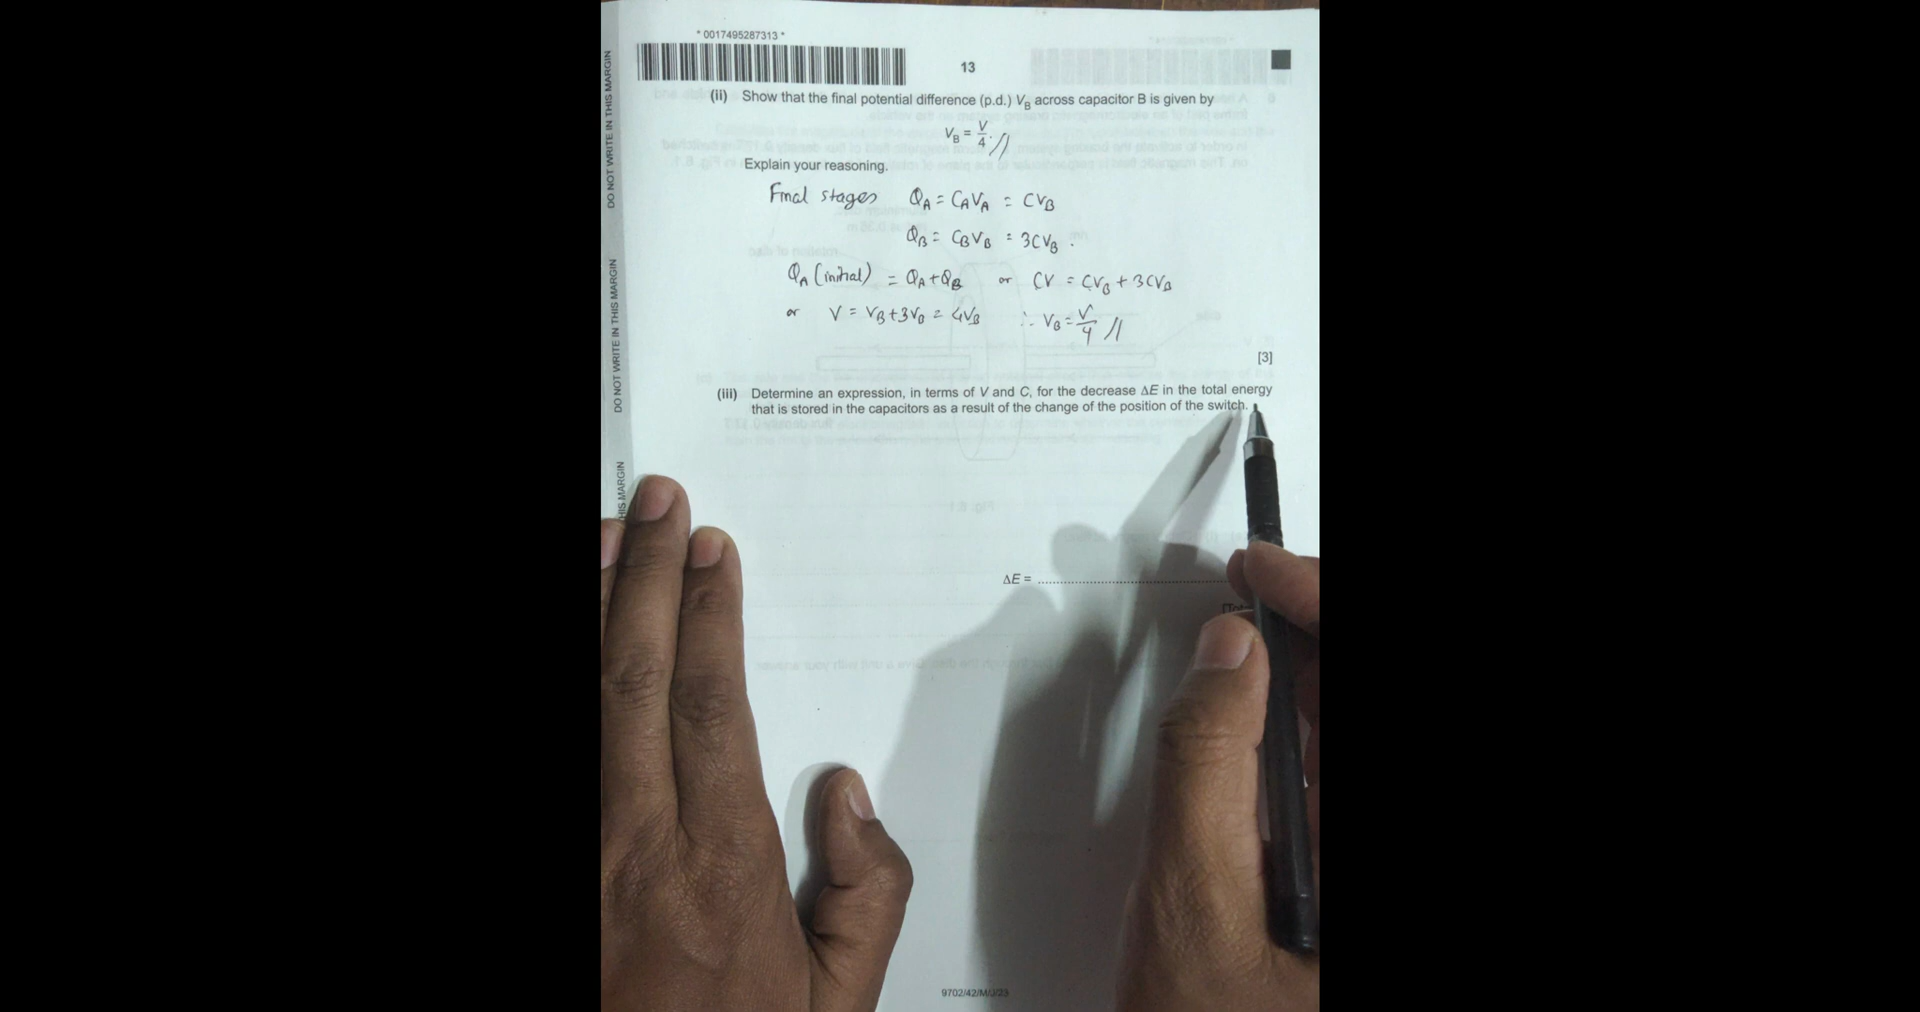 * 0017495287313 *
13
DO NOT WRITE IN THIS MARGIN
DO NOT WRITE IN THIS MARGIN
HIS MARGIN
(ii) Show that the final potential difference (p.d.) V_B across capacitor B is given by
V_B = V/4. //
Explain your reasoning.
Final stages Q_A = C_A V_A = CV_B
Q_B = C_B V_B = 3CV_B .
Q_A (initial) = Q_A + Q_B or CV = CV_B + 3CV_B
or V = V_B + 3V_B = 4V_B ∴ V_B = V/4 //
[3]
(iii) Determine an expression, in terms of V and C, for the decrease ΔE in the total energy
that is stored in the capacitors as a result of the change of the position of the switch.
ΔE = ........................................
9702/42/M/J/23